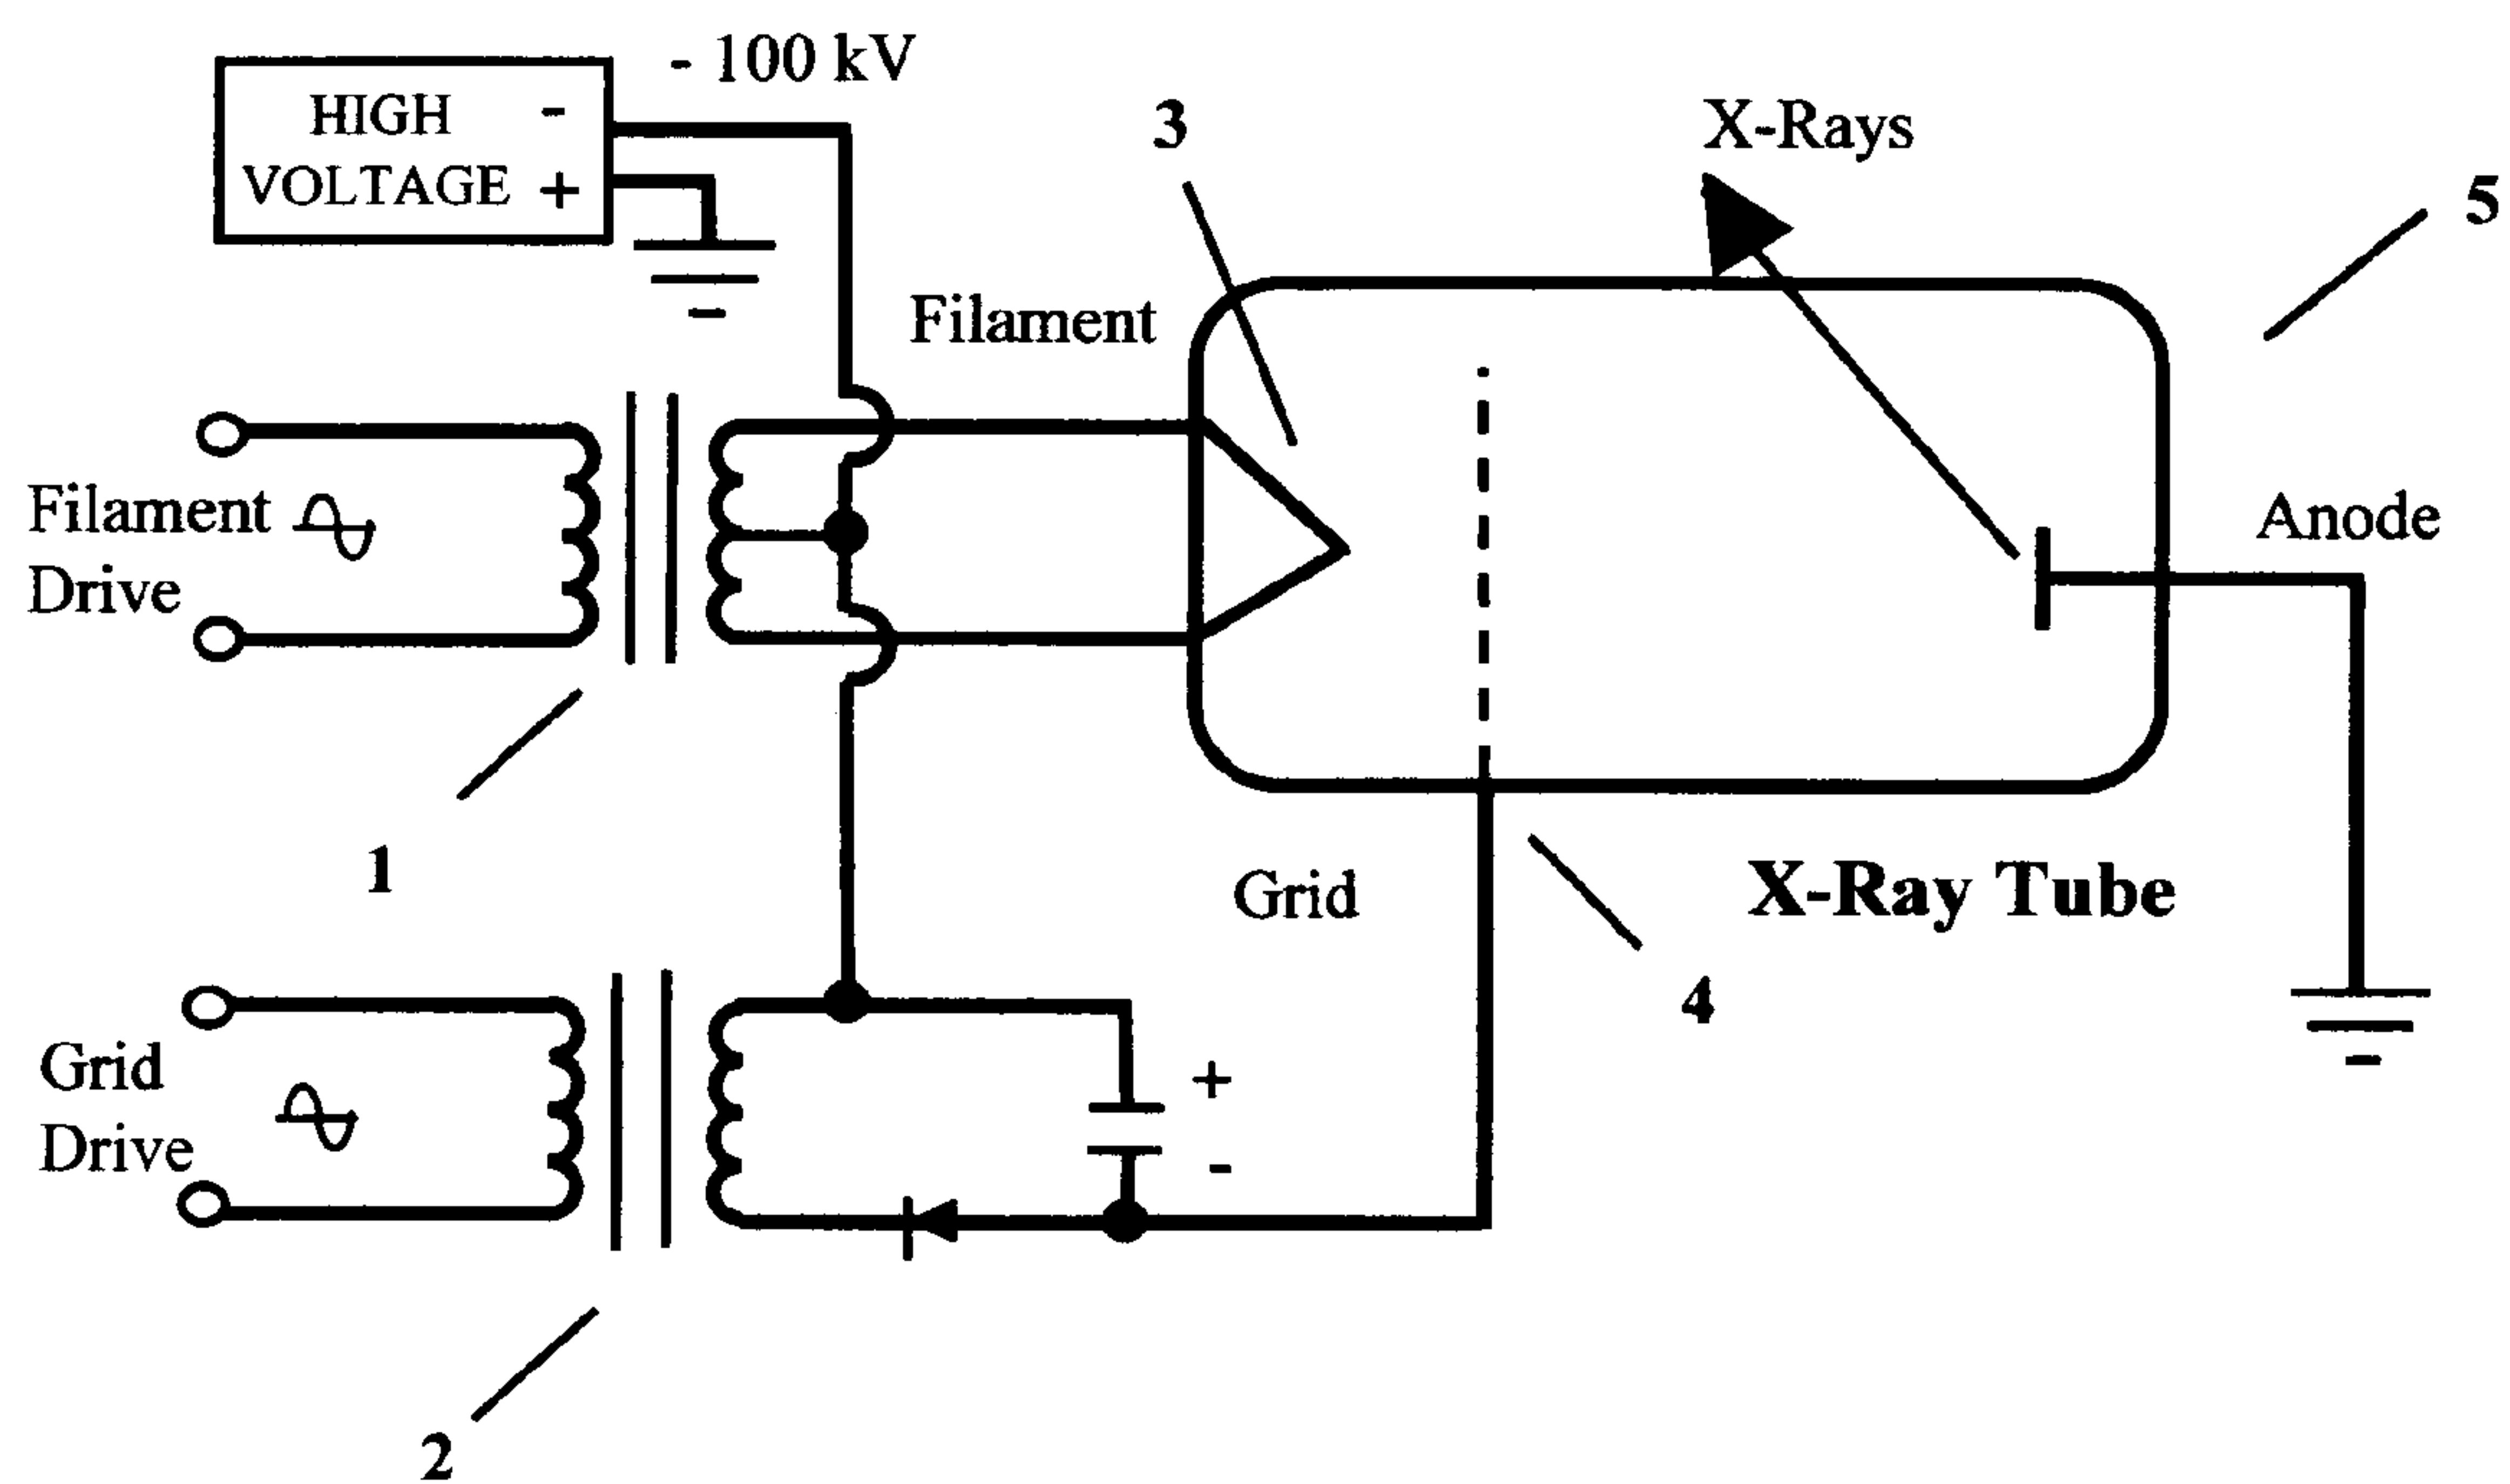 - 100 kV
HIGH -
VOLTAGE +
3
X-Rays
5
Filament
Filament
Drive
Anode
1
Grid
X-Ray Tube
4
Grid
Drive
+
-
2